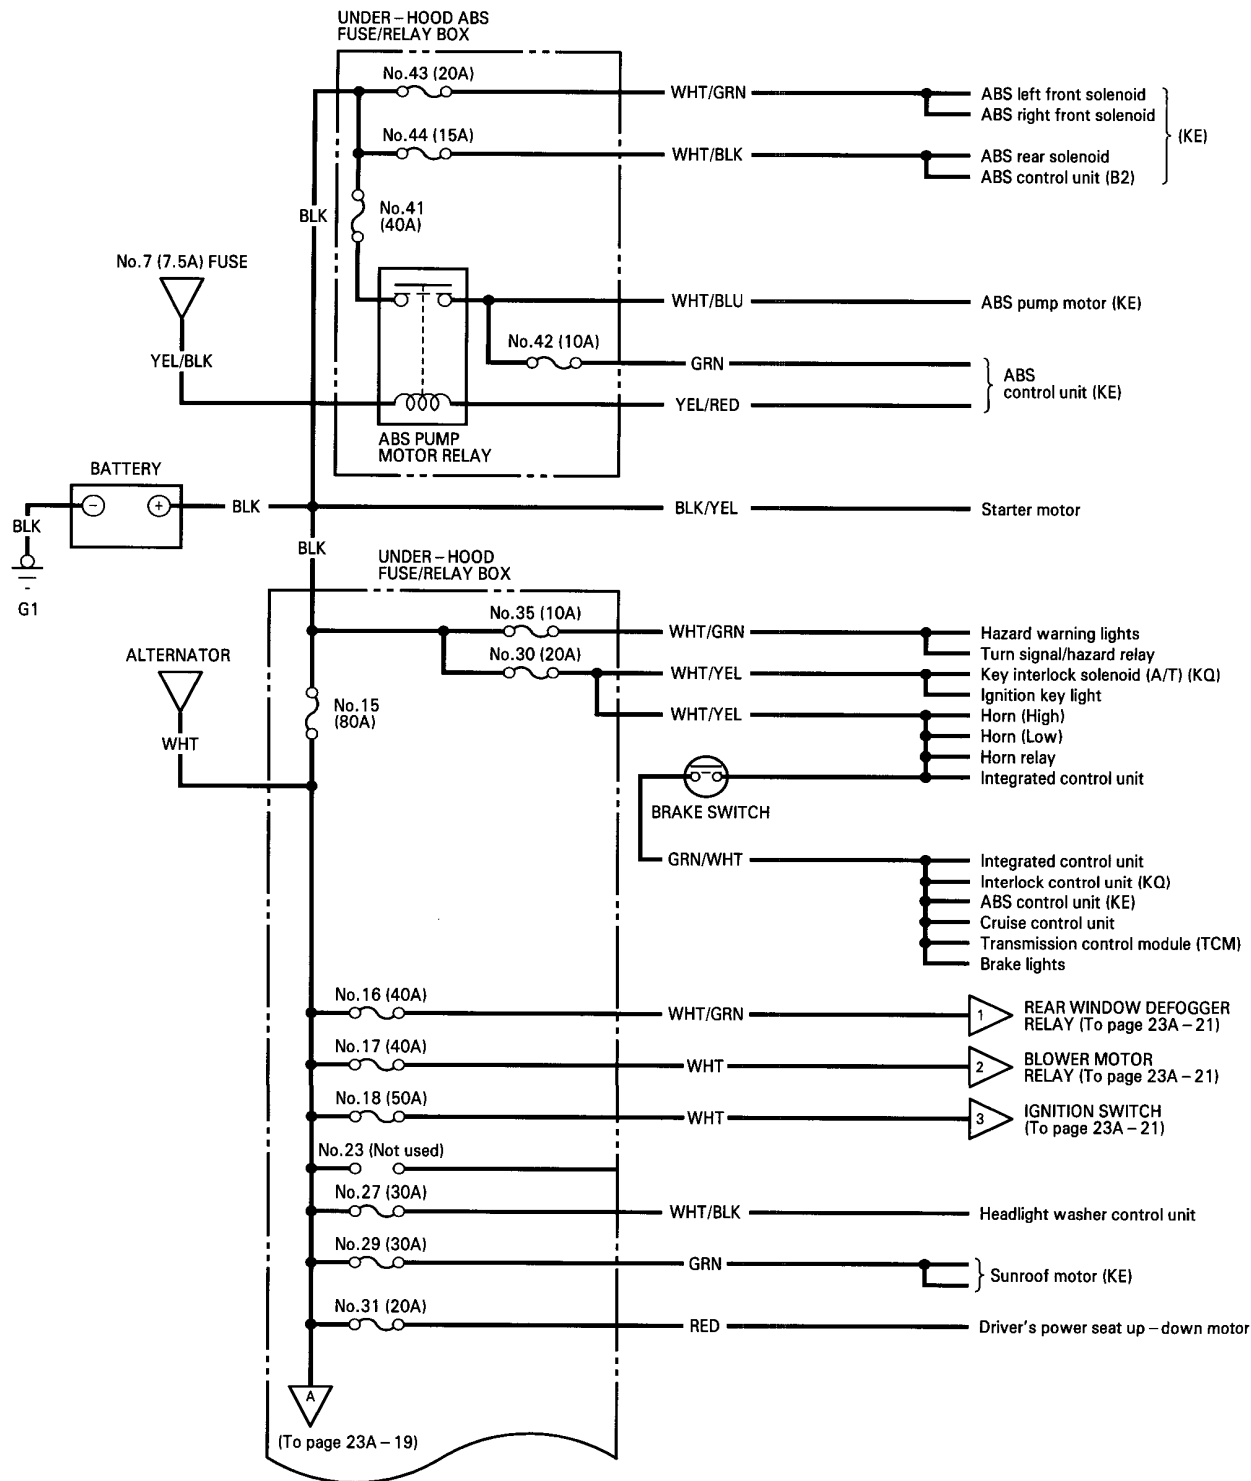 UNDER-HOOD ABS
FUSE/RELAY BOX
No.43 (20A)
WHT/GRN
ABS left front solenoid
ABS right front solenoid
(KE)
No.44 (15A)
WHT/BLK
ABS rear solenoid
ABS control unit (B2)
BLK
No.41
(40A)
No.7 (7.5A) FUSE
YEL/BLK
WHT/BLU
ABS pump motor (KE)
No.42 (10A)
GRN
ABS
control unit (KE)
YEL/RED
ABS PUMP
MOTOR RELAY
BATTERY
-
+
BLK
BLK
G1
BLK/YEL
Starter motor
BLK
UNDER-HOOD
FUSE/RELAY BOX
No.35 (10A)
WHT/GRN
Hazard warning lights
Turn signal/hazard relay
No.30 (20A)
WHT/YEL
Key interlock solenoid (A/T) (KQ)
Ignition key light
ALTERNATOR
WHT
No.15
(80A)
WHT/YEL
Horn (High)
Horn (Low)
Horn relay
Integrated control unit
BRAKE SWITCH
GRN/WHT
Integrated control unit
Interlock control unit (KQ)
ABS control unit (KE)
Cruise control unit
Transmission control module (TCM)
Brake lights
No.16 (40A)
WHT/GRN
1
REAR WINDOW DEFOGGER
RELAY (To page 23A-21)
No.17 (40A)
WHT
2
BLOWER MOTOR
RELAY (To page 23A-21)
No.18 (50A)
WHT
3
IGNITION SWITCH
(To page 23A-21)
No.23 (Not used)
No.27 (30A)
WHT/BLK
Headlight washer control unit
No.29 (30A)
GRN
Sunroof motor (KE)
No.31 (20A)
RED
Driver's power seat up-down motor
A
(To page 23A-19)